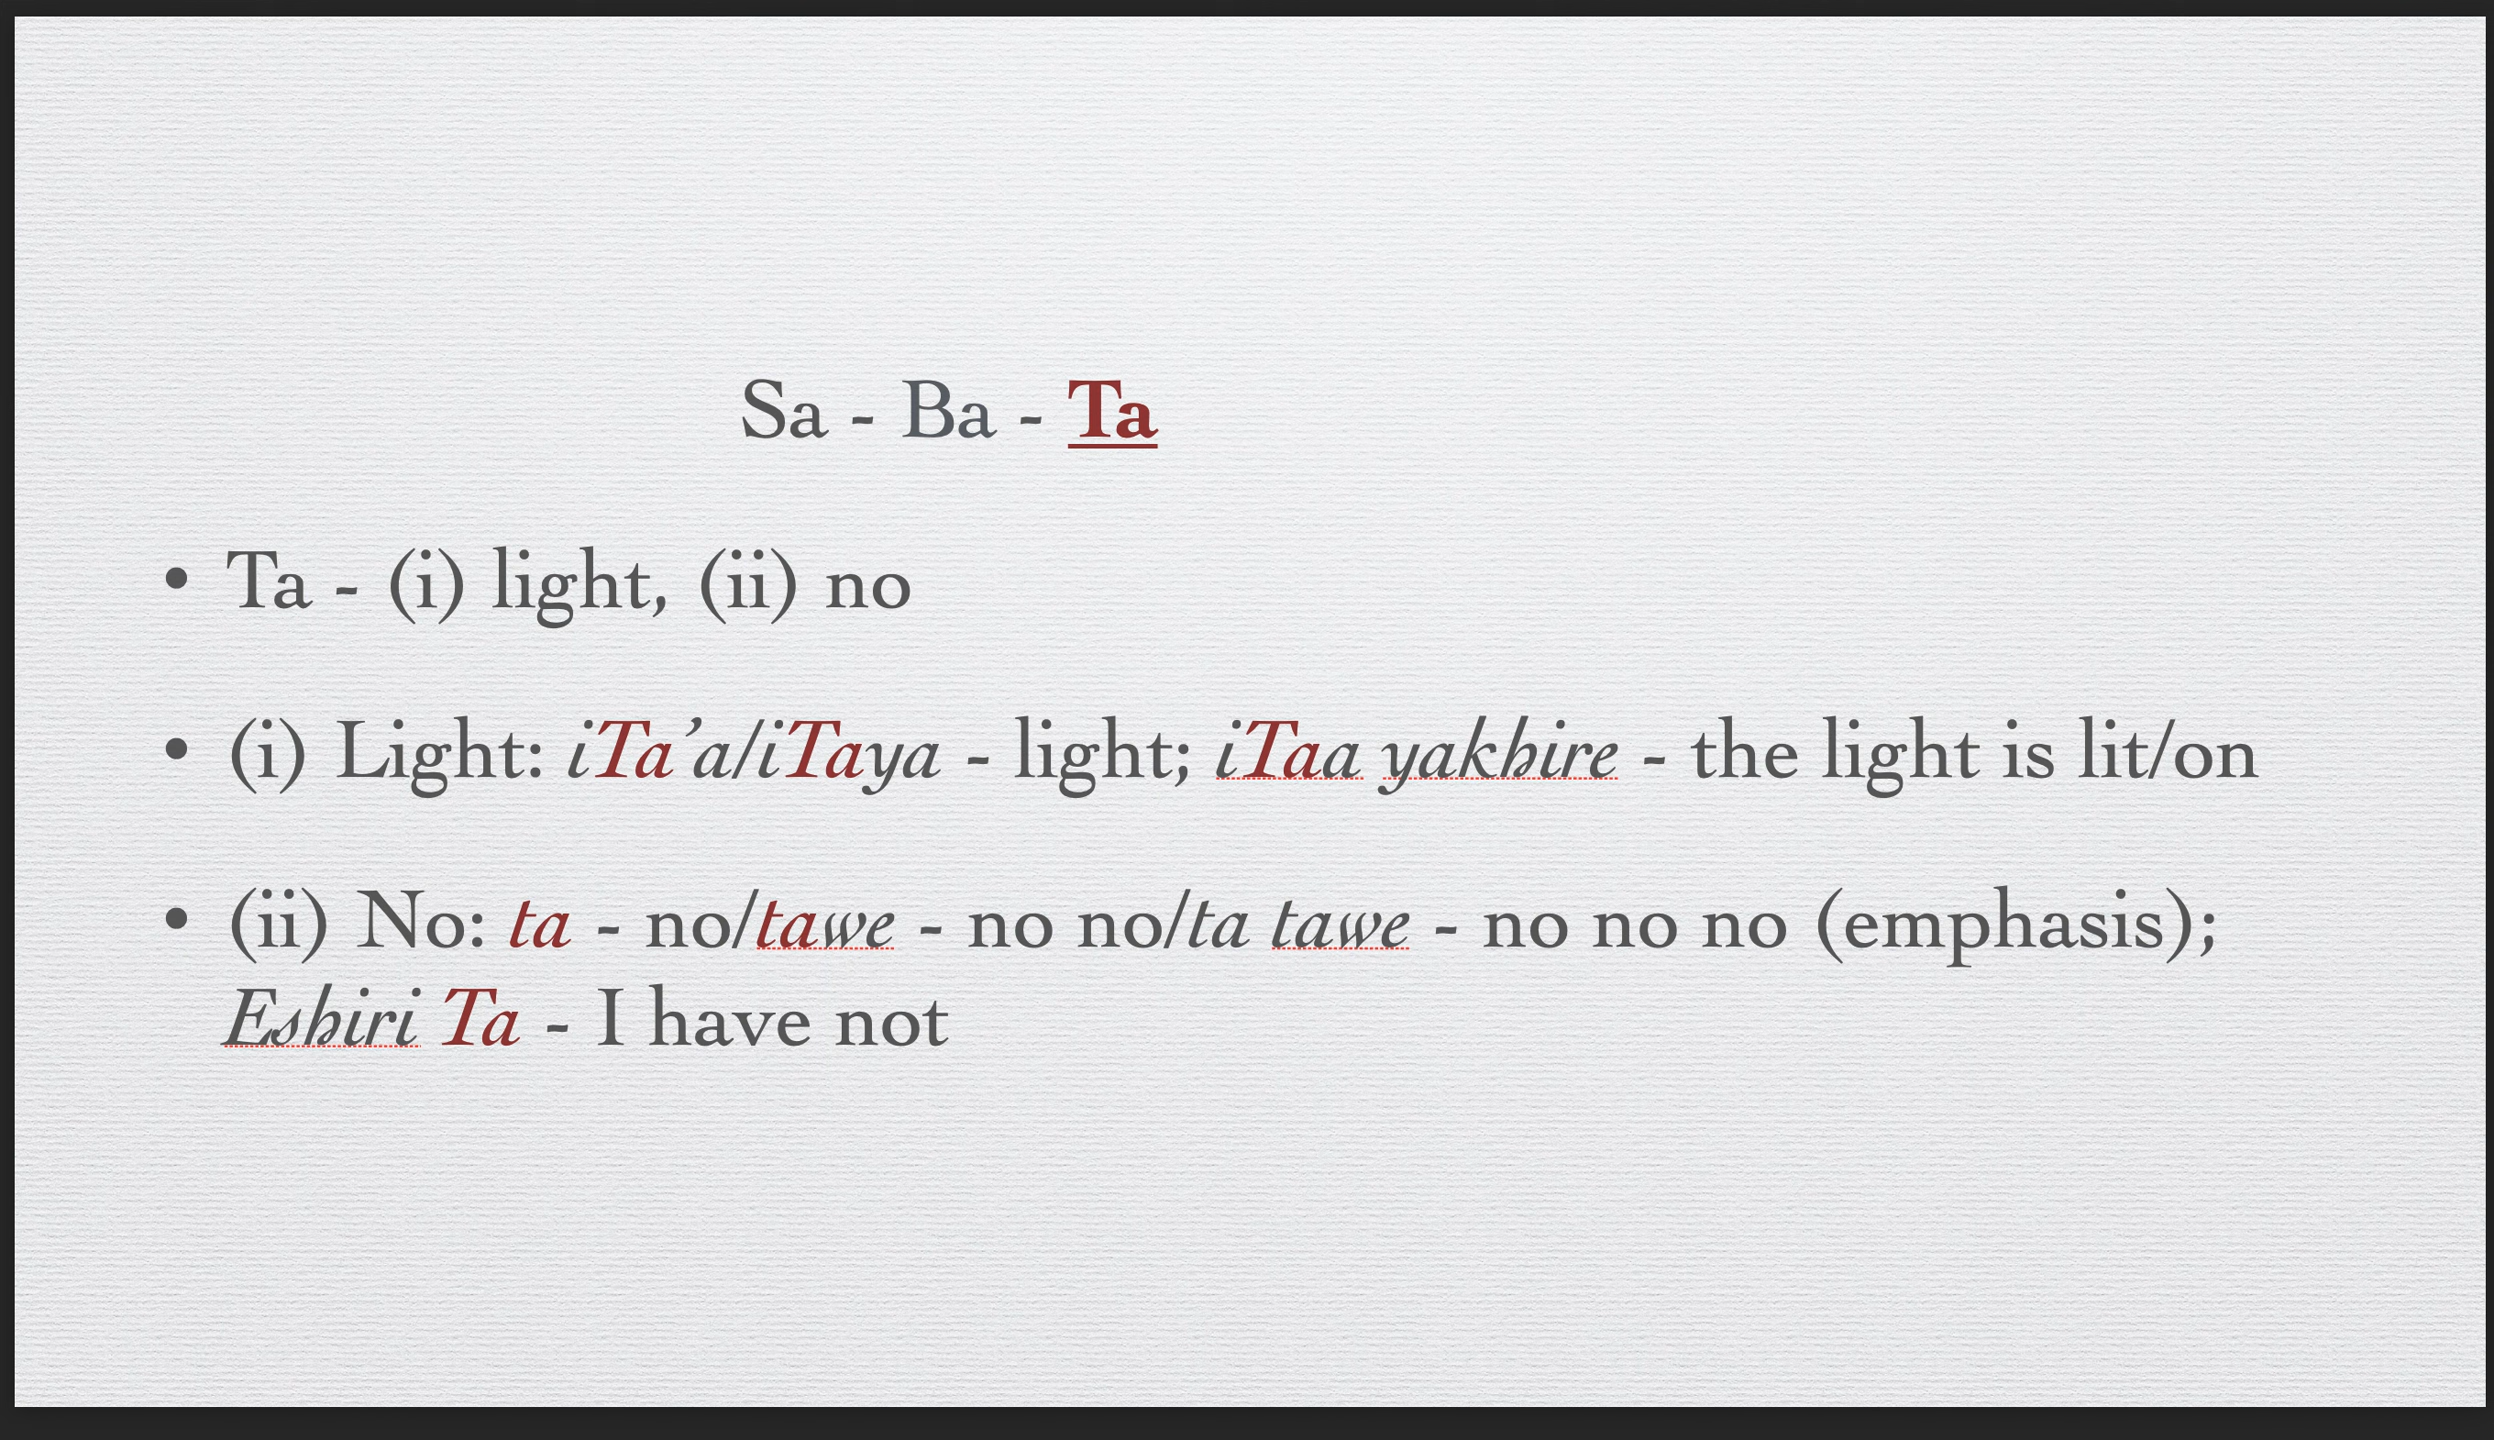 Sa - Ba - Ta
• Ta - (i) light, (ii) no
• (i) Light: iTa’a/iTaya - light; iTaa yakhire - the light is lit/on
• (ii) No: ta - no/tawe - no no/ta tawe - no no no (emphasis);
Eshiri Ta - I have not